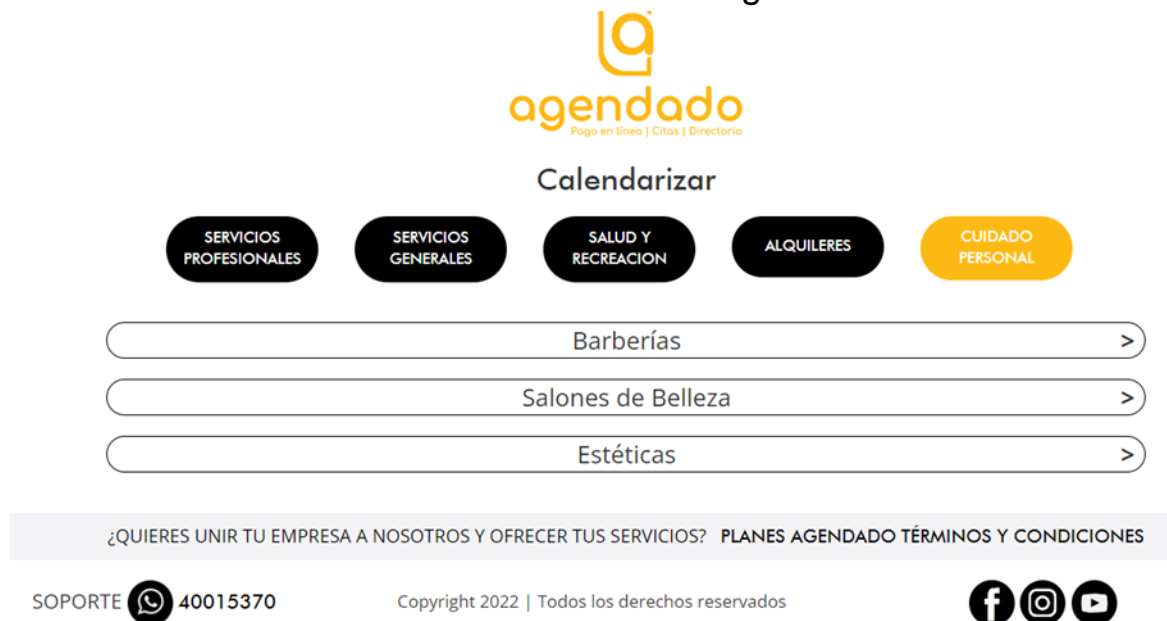 agendado
Pago en línea | Citas | Directorio
Calendarizar
SERVICIOS
PROFESIONALES
SERVICIOS
GENERALES
SALUD Y
RECREACION
ALQUILERES
CUIDADO
PERSONAL
Barberías >
Salones de Belleza >
Estéticas >
¿QUIERES UNIR TU EMPRESA A NOSOTROS Y OFRECER TUS SERVICIOS? PLANES AGENDADO TÉRMINOS Y CONDICIONES
SOPORTE 40015370 Copyright 2022 | Todos los derechos reservados